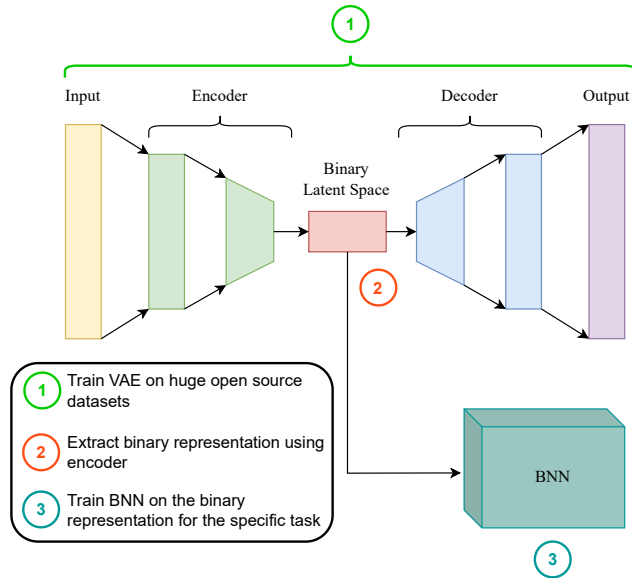 1
Input
Encoder
Decoder
Output
Binary
Latent Space
2
1
Train VAE on huge open source
datasets
2
Extract binary representation using
encoder
3
Train BNN on the binary
representation for the specific task
BNN
3